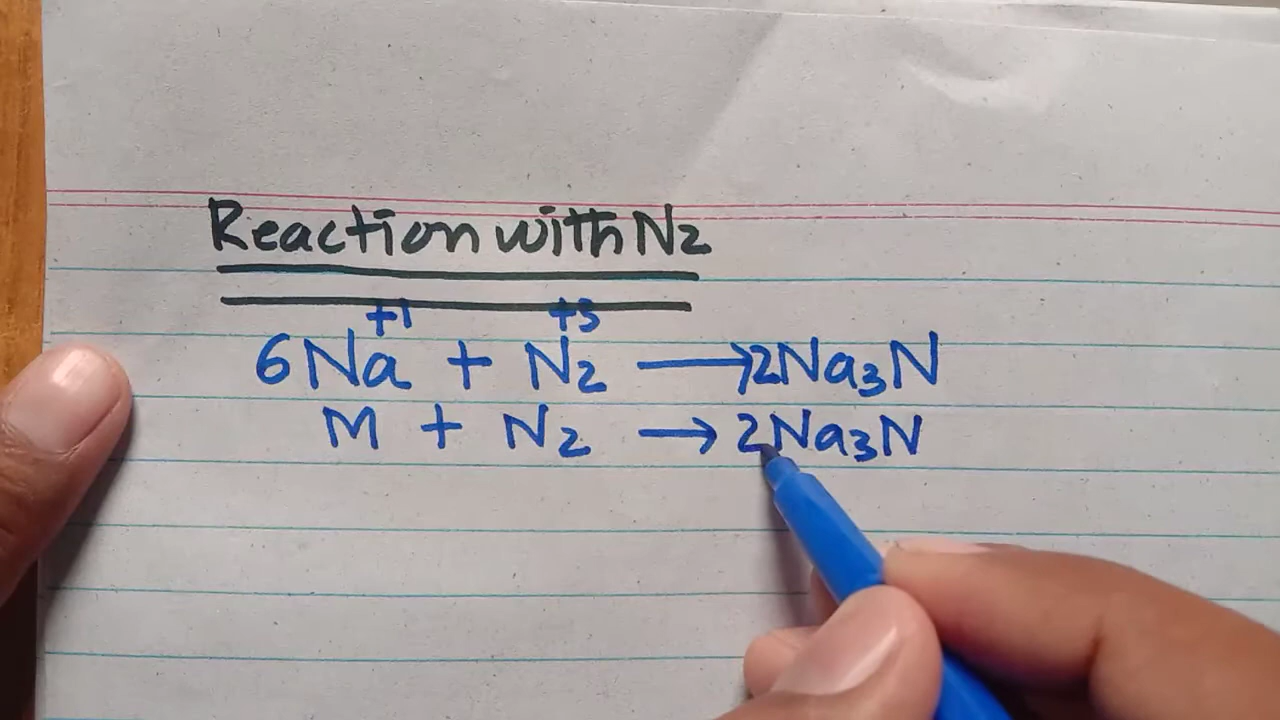 Reaction with N2
+1 +3
6Na + N2 → 2Na3N
M + N2 → 2Na3N